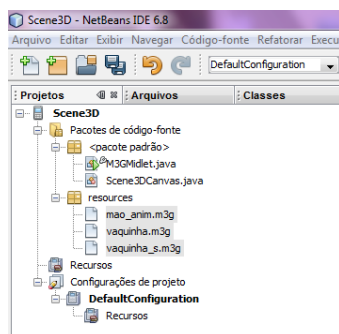 Scene3D - NetBeans IDE 6.8
Arquivo Editar Exibir Navegar Código-fonte Refatorar Execu
DefaultConfiguration
Projetos Arquivos Classes
Scene3D
Pacotes de código-fonte
<pacote padrão>
M3GMidlet.java
Scene3DCanvas.java
resources
mao_anim.m3g
vaquinha.m3g
vaquinha_s.m3g
Recursos
Configurações de projeto
DefaultConfiguration
Recursos